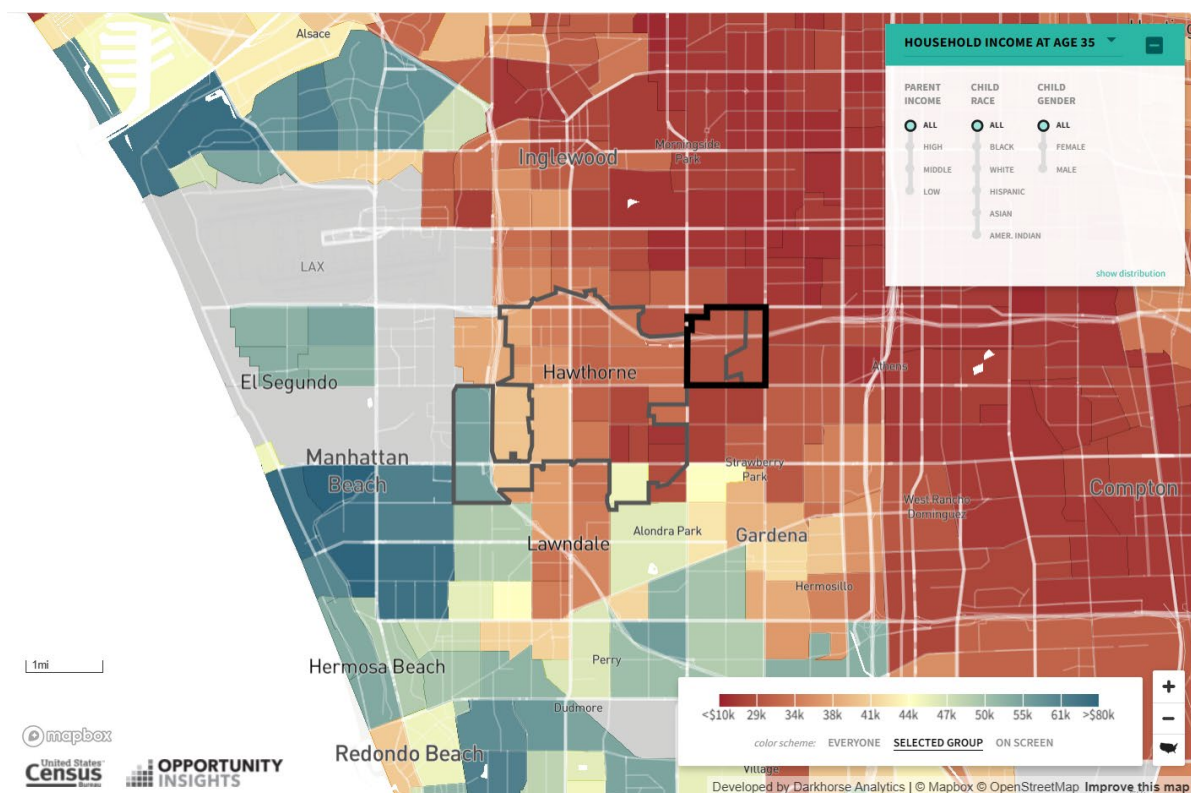 Alsace
HOUSEHOLD INCOME AT AGE 35
PARENT INCOME
ALL
HIGH
MIDDLE
LOW
CHILD RACE
ALL
BLACK
WHITE
HISPANIC
ASIAN
AMER. INDIAN
CHILD GENDER
ALL
FEMALE
MALE
show distribution
Inglewood
Morningside
Park
LAX
El Segundo
Hawthorne
Athens
Manhattan
Beach
Strawberry
Park
West Rancho
Dominguez
Compton
Lawndale
Alondra Park
Gardena
Hermosillo
1mi
Hermosa Beach
Perry
Dudmore
Redondo Beach
<$10k 29k 34k 38k 41k 44k 47k 50k 55k 61k >$80k
color scheme: EVERYONE SELECTED GROUP ON SCREEN
Village
+
−
mapbox
United States™
Census
Bureau
OPPORTUNITY
INSIGHTS
Developed by Darkhorse Analytics | © Mapbox © OpenStreetMap Improve this map